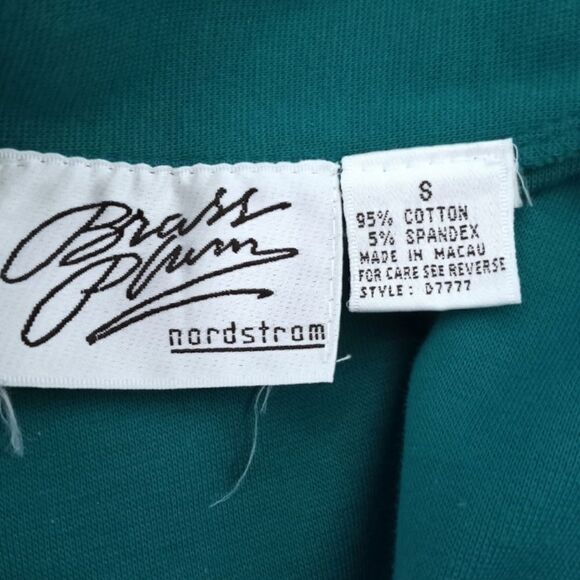 Brass
Plum
nordstrom
S
95% COTTON
5% SPANDEX
MADE IN MACAU
FOR CARE SEE REVERSE
STYLE: D7777